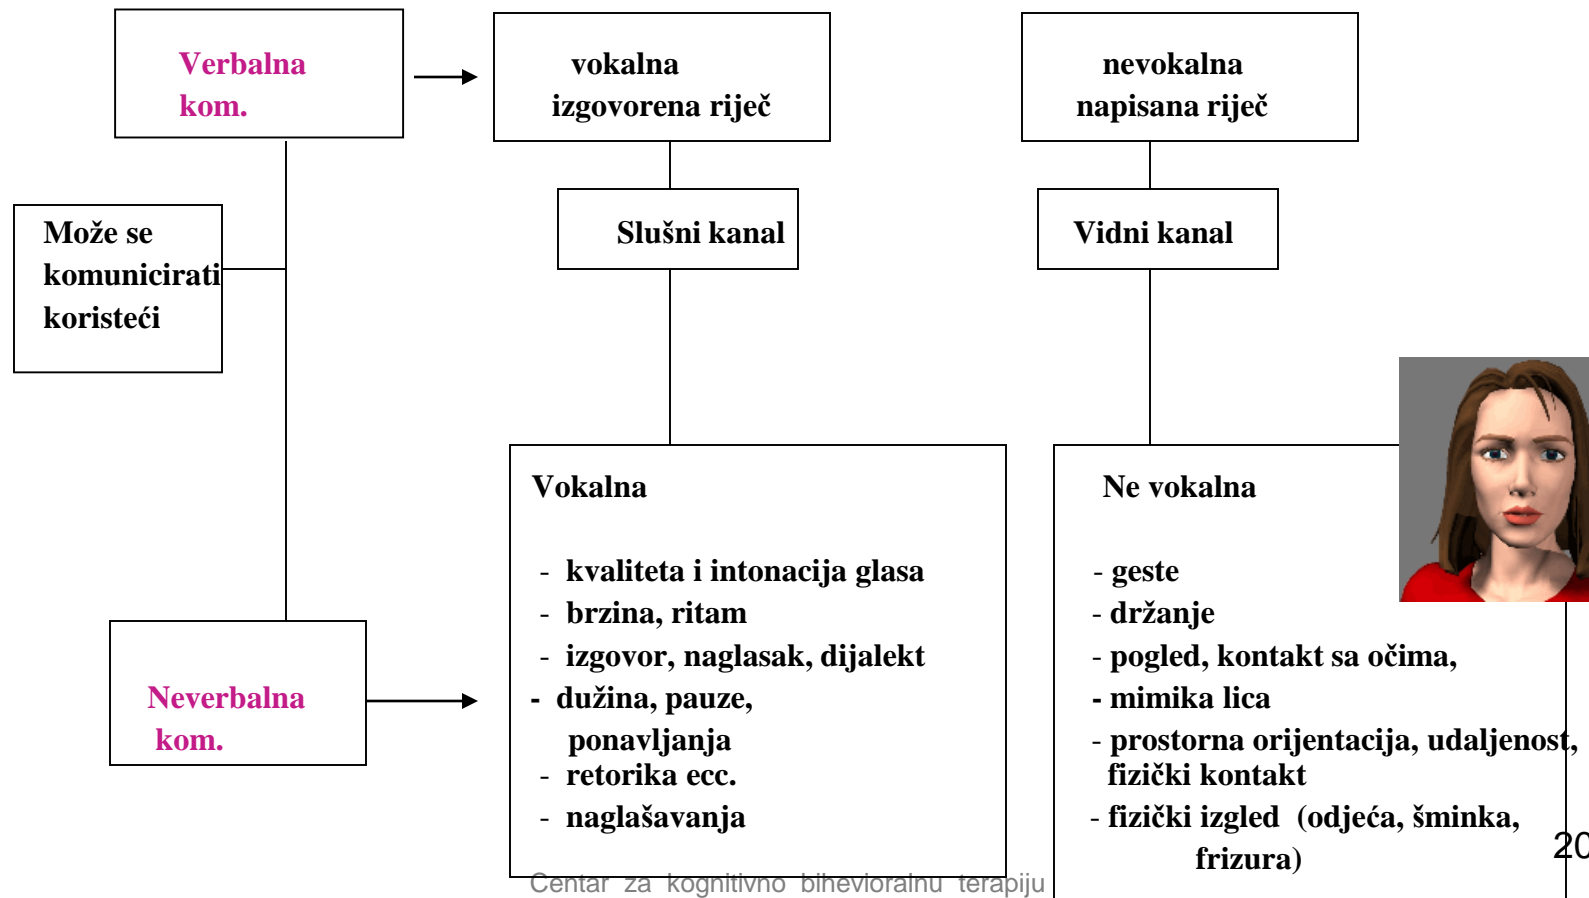 Verbalna
kom.
vokalna
izgovorena riječ
nevokalna
napisana riječ
Može se
komunicirati
koristeći
Slušni kanal
Vidni kanal
Vokalna
- kvaliteta i intonacija glasa
- brzina, ritam
- izgovor, naglasak, dijalekt
- dužina, pauze,
ponavljanja
- retorika ecc.
- naglašavanja
Ne vokalna
- geste
- držanje
- pogled, kontakt sa očima,
- mimika lica
- prostorna orijentacija, udaljenost,
fizički kontakt
- fizički izgled (odjeća, šminka,
frizura)
Neverbalna
kom.
Centar za kognitivno bihevioralnu terapiju
20